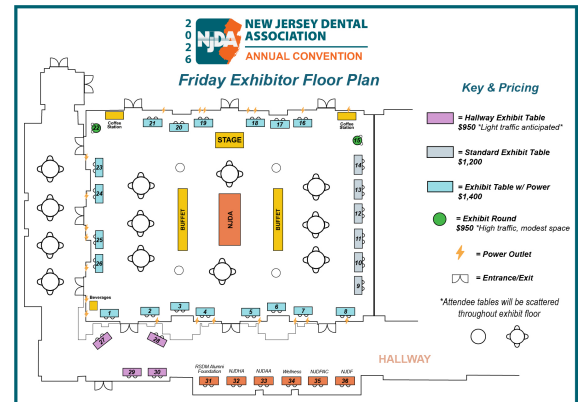 2026
NJDA
NEW JERSEY DENTAL
ASSOCIATION
ANNUAL CONVENTION
Friday Exhibitor Floor Plan
Key & Pricing
= Hallway Exhibit Table
$950 *Light traffic anticipated*
= Standard Exhibit Table
$1,200
= Exhibit Table w/ Power
$1,400
= Exhibit Round
$950 *High traffic, modest space
= Power Outlet
= Entrance/Exit
*Attendee tables will be scattered
throughout exhibit floor
Coffee
Station
21 20 19 18 17 16
Coffee
Station
22
15
STAGE
23
24
25
26
14
13
12
11
10
9
BUFFET
NJDA
BUFFET
Beverages
1 2 3 4 5 6 7 8
27 28
29 30
HALLWAY
RSDM Alumni
Foundation
NJDHA
NJDAA
Wellness
NJDPAC
NJDF
31 32 33 34 35 36